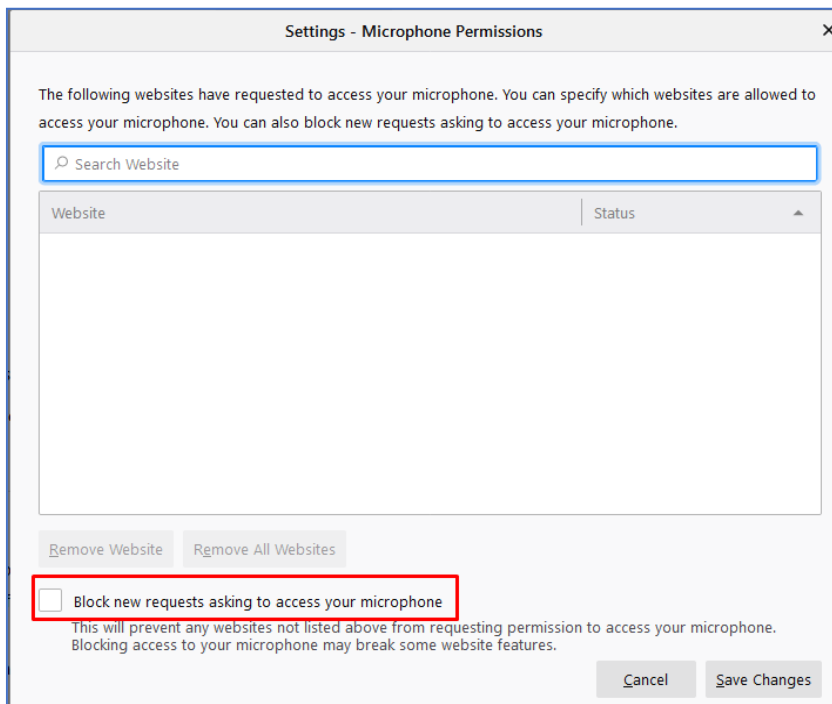 Settings - Microphone Permissions
The following websites have requested to access your microphone. You can specify which websites are allowed to
access your microphone. You can also block new requests asking to access your microphone.
Search Website
Website Status
Remove Website Remove All Websites
Block new requests asking to access your microphone
This will prevent any websites not listed above from requesting permission to access your microphone.
Blocking access to your microphone may break some website features.
Cancel Save Changes